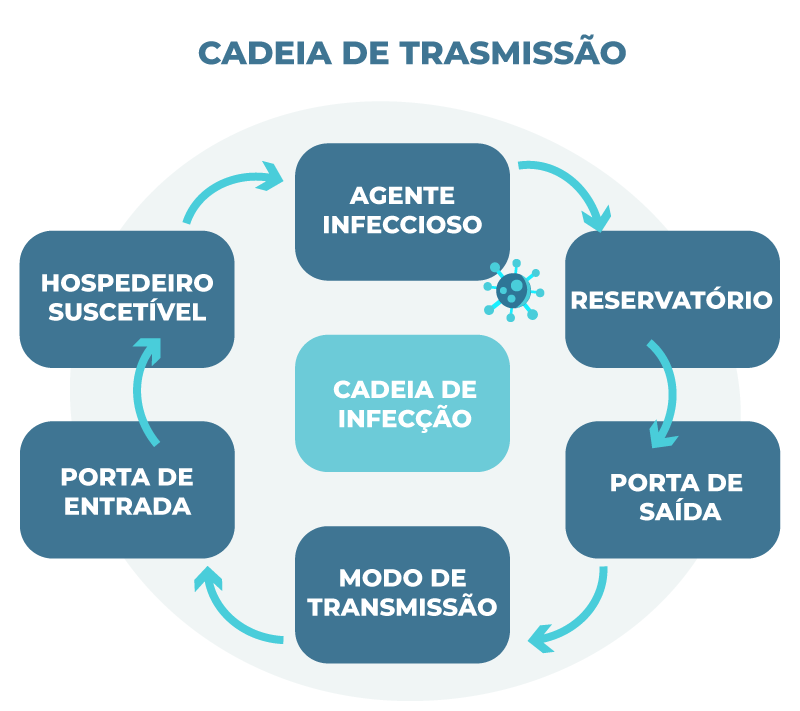 CADEIA DE TRASMISSÃO
AGENTE
INFECCIOSO
RESERVATÓRIO
PORTA DE
SAÍDA
MODO DE
TRANSMISSÃO
PORTA DE
ENTRADA
HOSPEDEIRO
SUSCETÍVEL
CADEIA DE
INFECÇÃO